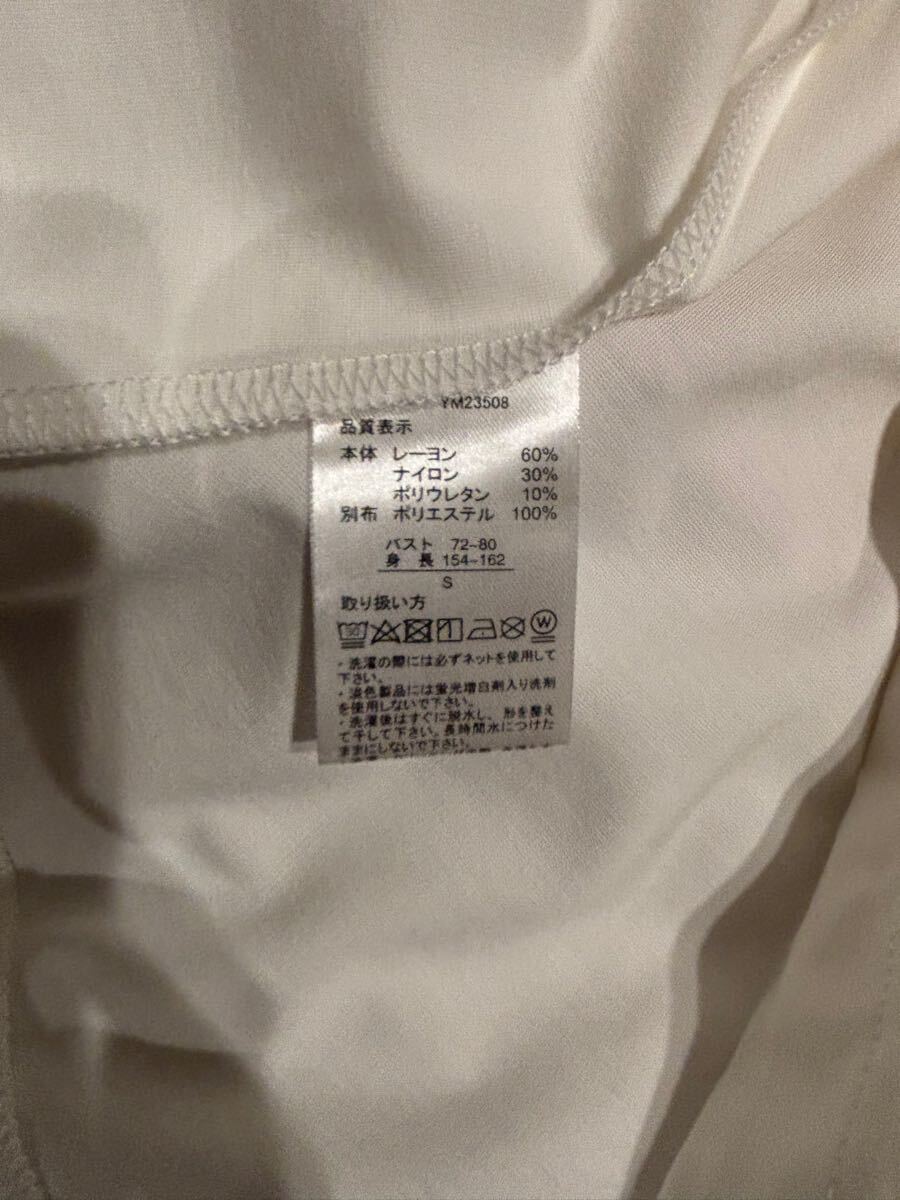 YM23508
品質表示
本体 レーヨン 60%
ナイロン 30%
ポリウレタン 10%
別布 ポリエステル 100%
バスト 72~80
身長 154~162
S
取り扱い方
W
・洗濯の際には必ずネットを使用して
下さい。
・淡色製品には蛍光増白剤入り洗剤
を使用しないで下さい。
・洗濯後はすぐに脱水し、形を整え
て干して下さい。長時間水につけた
ままにしないで下さい。